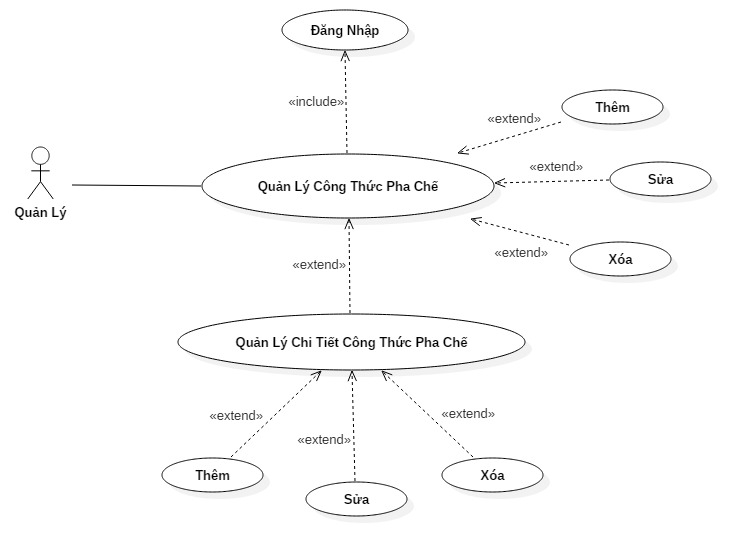 Đăng Nhập
«include»
«extend»
Thêm
«extend»
Sửa
Quản Lý Công Thức Pha Chế
Quản Lý
«extend»
Xóa
«extend»
Quản Lý Chi Tiết Công Thức Pha Chế
«extend»
«extend»
«extend»
Thêm
Sửa
Xóa